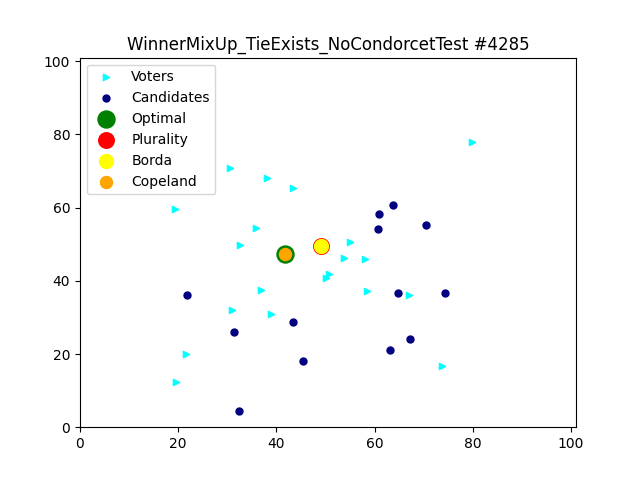 WinnerMixUp_TieExists_NoCondorcetTest #4285
Voters
Candidates
Optimal
Plurality
Borda
Copeland
100
80
60
40
20
0
0 20 40 60 80 100